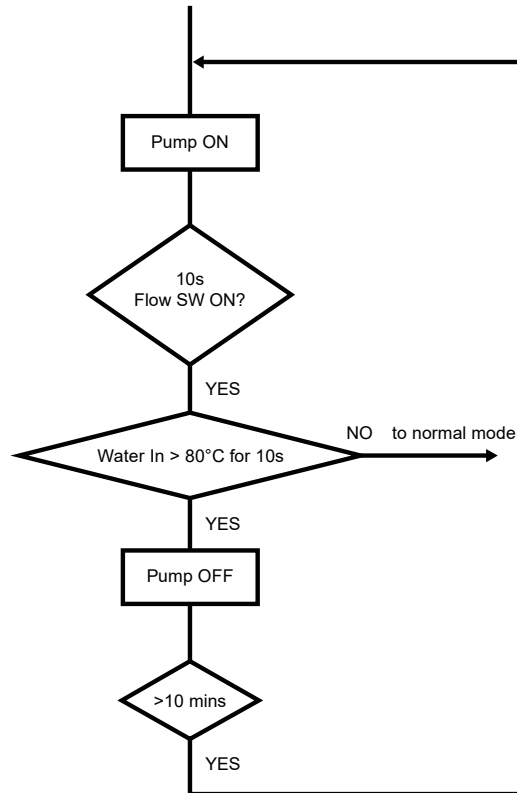 Pump ON
10s
Flow SW ON?
YES
Water In > 80°C for 10s
NO to normal mode
YES
Pump OFF
>10 mins
YES